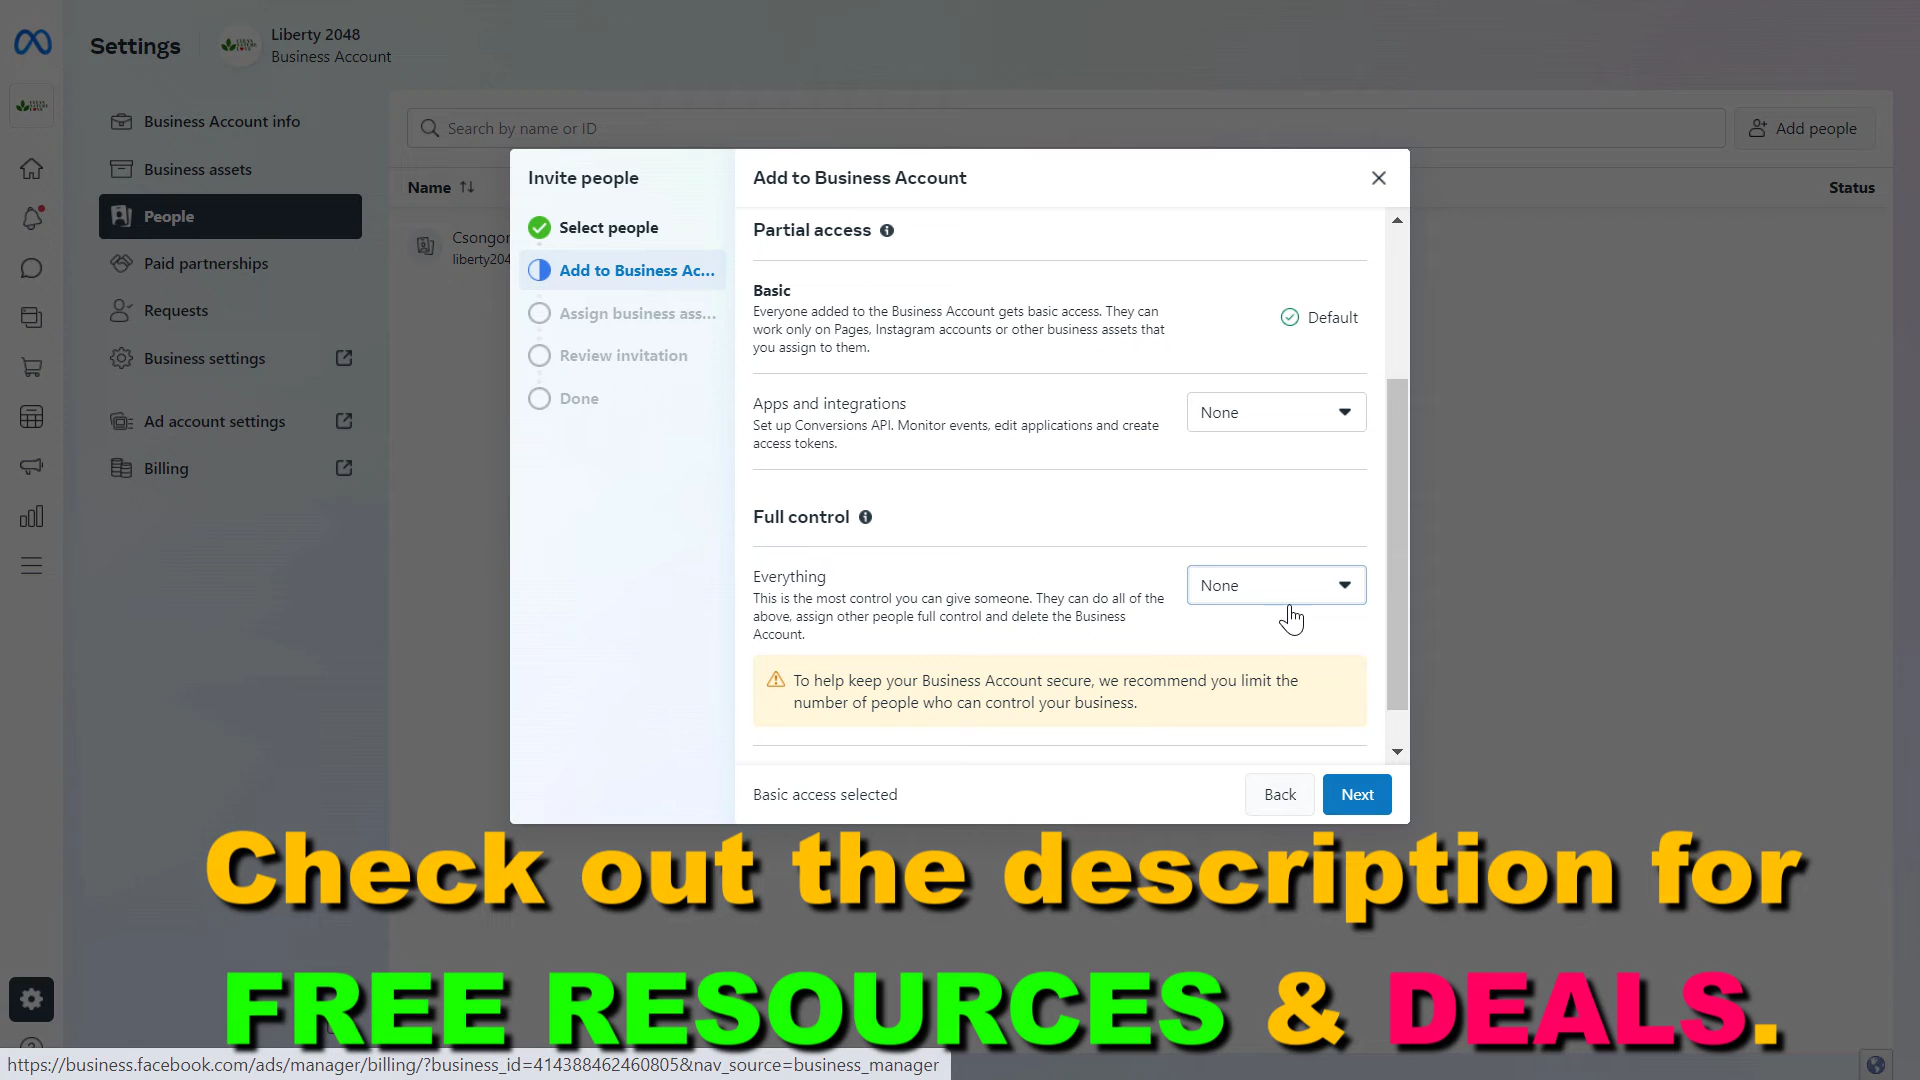 Settings
Liberty 2048
Business Account
Business Account info
Business assets
People
Paid partnerships
Requests
Business settings
Ad account settings
Billing
Search by name or ID
Add people
Name
Status
Csongor
liberty204
Invite people
Select people
Add to Business Ac...
Assign business ass...
Review invitation
Done
Add to Business Account
Partial access
Basic
Everyone added to the Business Account gets basic access. They can
work only on Pages, Instagram accounts or other business assets that
you assign to them.
Default
Apps and integrations
Set up Conversions API. Monitor events, edit applications and create
access tokens.
None
Full control
Everything
This is the most control you can give someone. They can do all of the
above, assign other people full control and delete the Business
Account.
None
To help keep your Business Account secure, we recommend you limit the
number of people who can control your business.
Basic access selected
Back
Next
Check out the description for
FREE RESOURCES & DEALS.
https://business.facebook.com/ads/manager/billing/?business_id=414388462460805&nav_source=business_manager